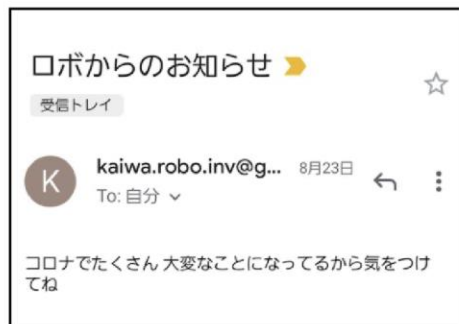 ロボからのお知らせ
受信トレイ
K
kaiwa.robo.inv@g... 8月23日
To: 自分
コロナでたくさん 大変なことになってるから気をつけ
てね